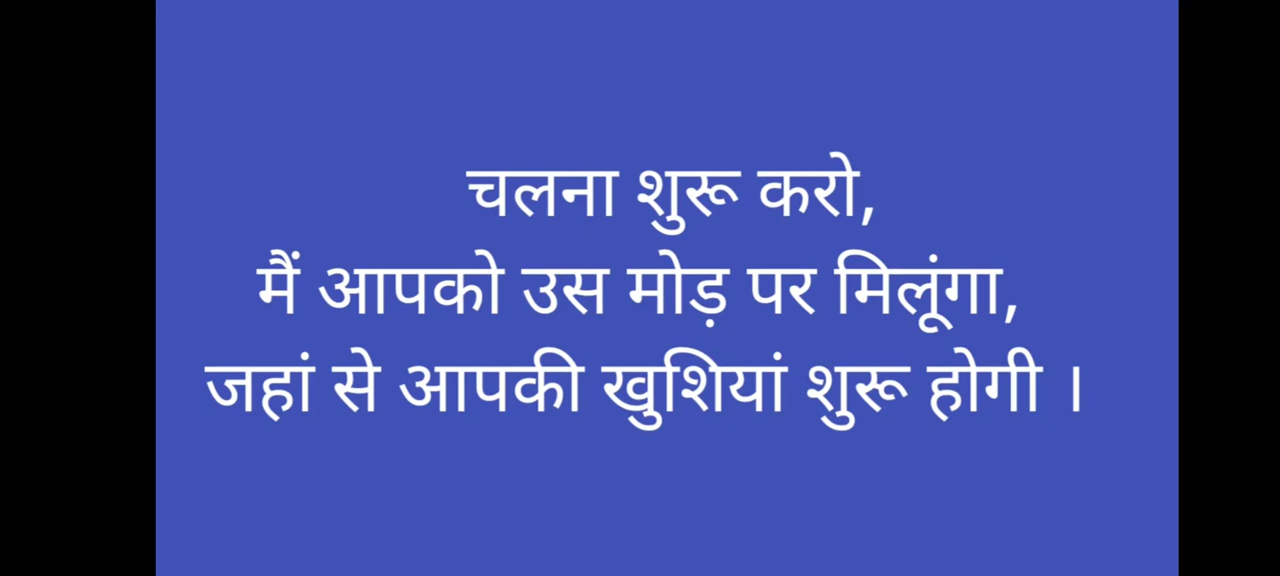 चलना शुरू करो,
मैं आपको उस मोड़ पर मिलूंगा,
जहां से आपकी खुशियां शुरू होगी ।